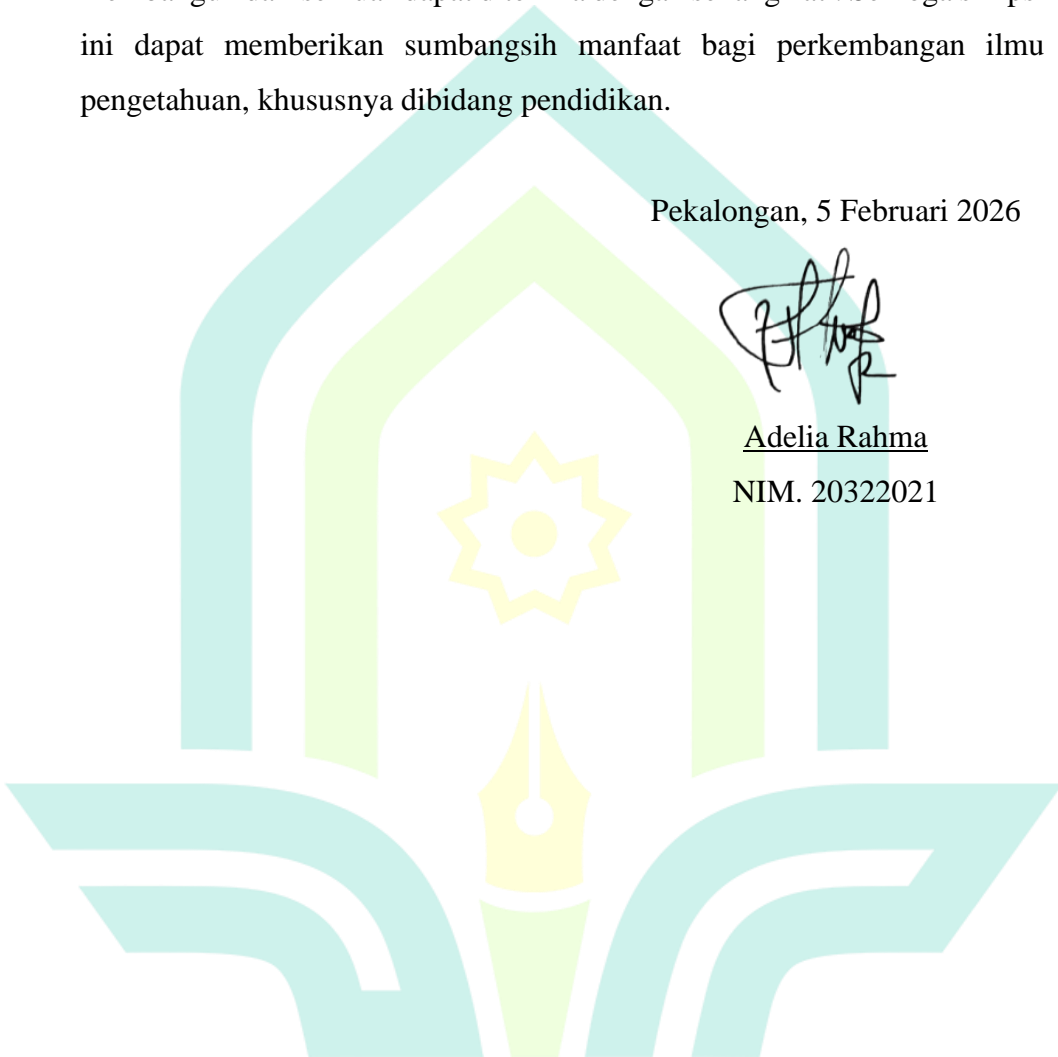 ini dapat memberikan sumbangsih manfaat bagi perkembangan ilmu
pengetahuan, khususnya dibidang pendidikan.
Pekalongan, 5 Februari 2026
Adelia Rahma
NIM. 20322021